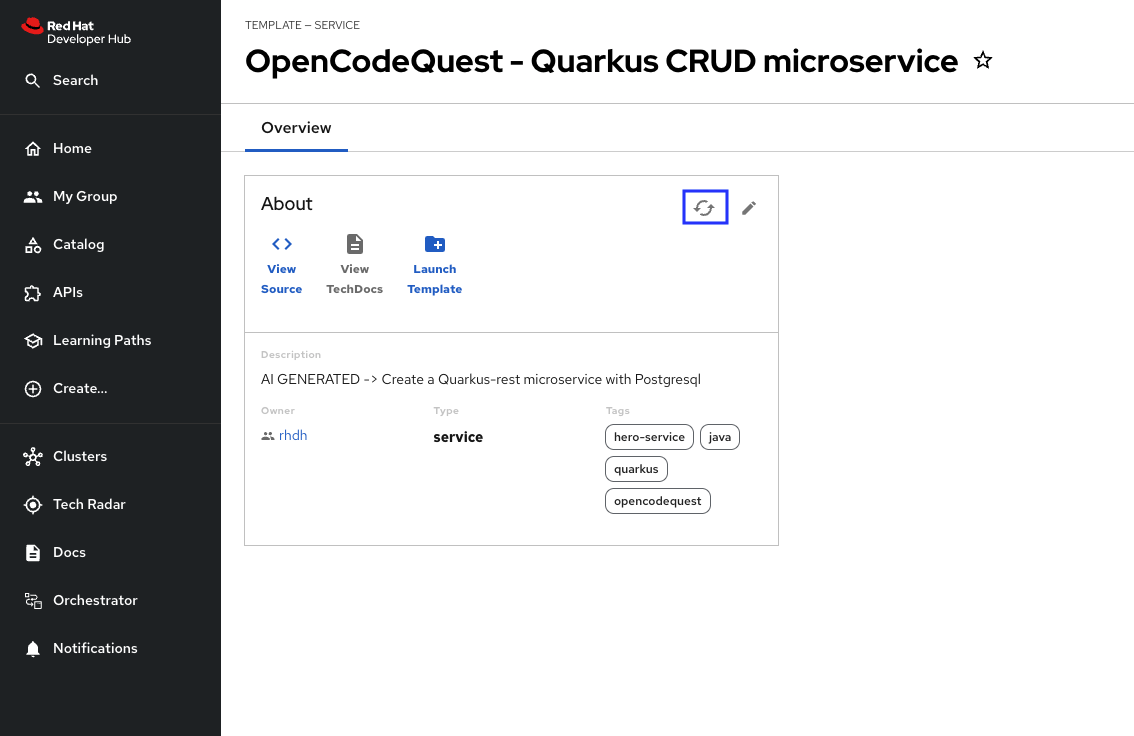 Red Hat
Developer Hub
Search
Home
My Group
Catalog
APIs
Learning Paths
Create...
Clusters
Tech Radar
Docs
Orchestrator
Notifications
TEMPLATE — SERVICE
OpenCodeQuest - Quarkus CRUD microservice
Overview
About
View
Source
View
TechDocs
Launch
Template
Description
AI GENERATED -> Create a Quarkus-rest microservice with Postgresql
Owner
rhdh
Type
service
Tags
hero-service
java
quarkus
opencodequest